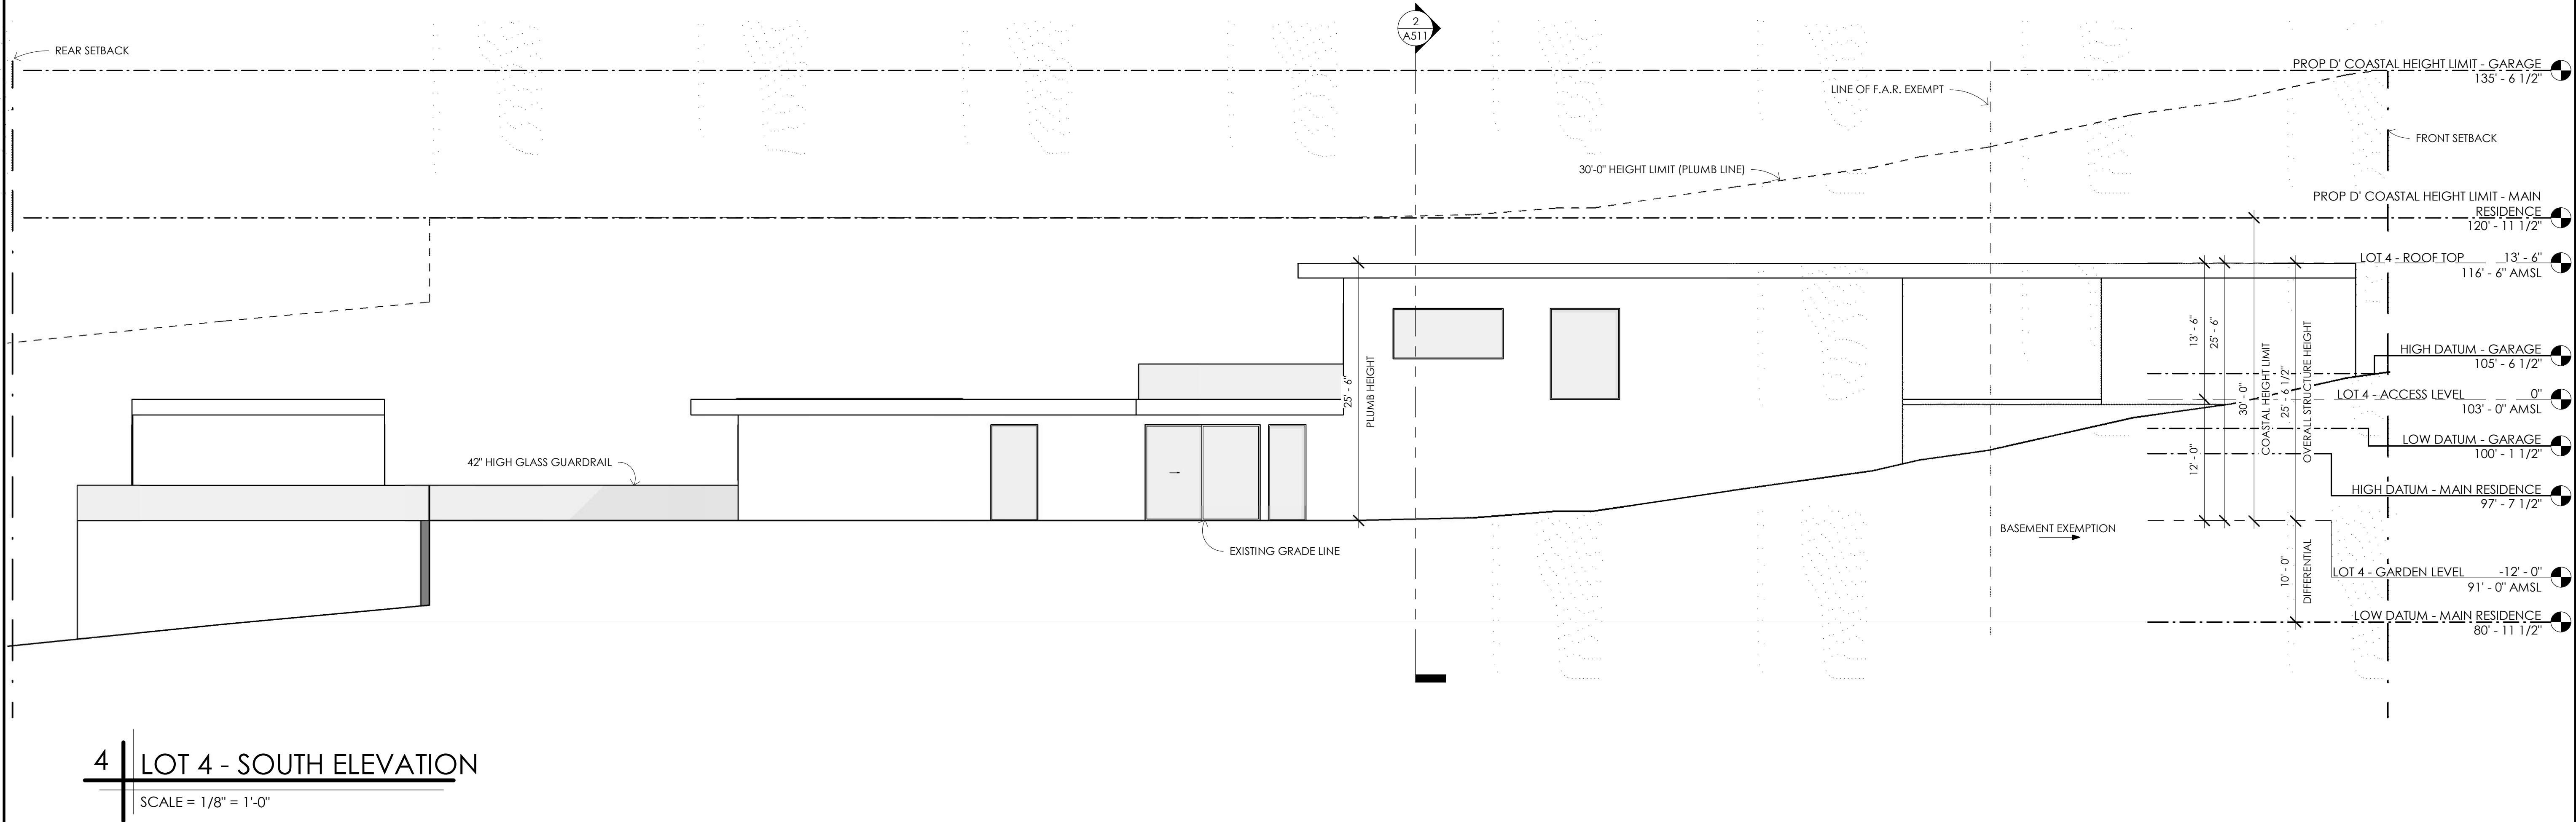 2
A511
REAR SETBACK
PROP D' COASTAL HEIGHT LIMIT - GARAGE
135' - 6 1/2"
LINE OF F.A.R. EXEMPT
FRONT SETBACK
30'-0" HEIGHT LIMIT (PLUMB LINE)
PROP D' COASTAL HEIGHT LIMIT - MAIN
RESIDENCE
120' - 11 1/2"
LOT 4 - ROOF TOP 13' - 6"
116' - 6" AMSL
13' - 6"
25' - 6"
HIGH DATUM - GARAGE
105' - 6 1/2"
25' - 6"
PLUMB HEIGHT
30' - 0"
COASTAL HEIGHT LIMIT
25' - 6 1/2"
OVERALL STRUCTURE HEIGHT
LOT 4 - ACCESS LEVEL 0"
103' - 0" AMSL
LOW DATUM - GARAGE
100' - 1 1/2"
42" HIGH GLASS GUARDRAIL
12' - 0"
HIGH DATUM - MAIN RESIDENCE
97' - 7 1/2"
BASEMENT EXEMPTION
EXISTING GRADE LINE
10' - 0"
DIFFERENTIAL
LOT 4 - GARDEN LEVEL -12' - 0"
91' - 0" AMSL
LOW DATUM - MAIN RESIDENCE
80' - 11 1/2"
4 LOT 4 - SOUTH ELEVATION
SCALE = 1/8" = 1'-0"